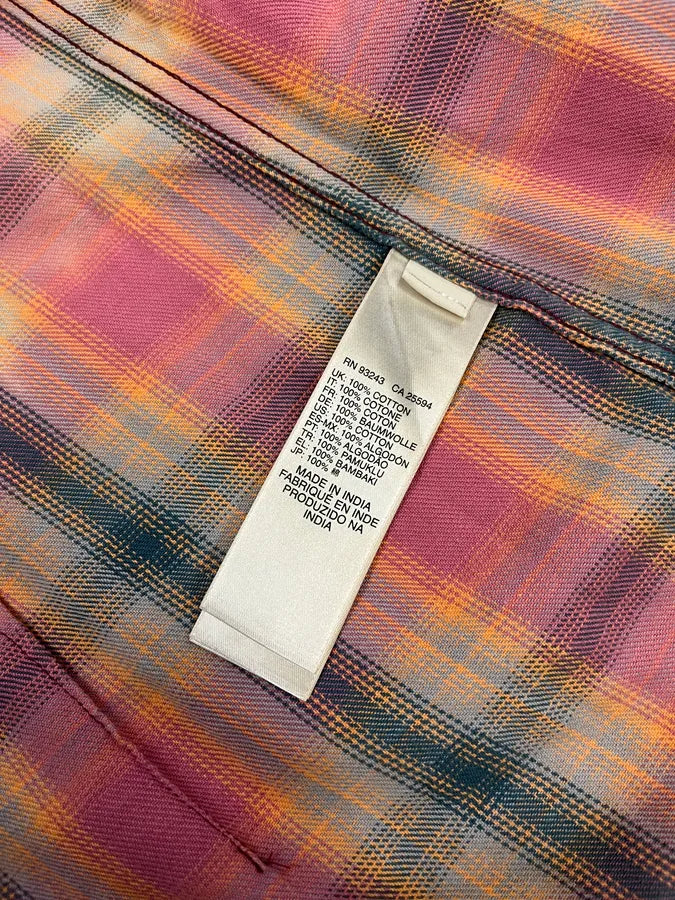 RN 93243 CA 25594
UK: 100% COTTON
IT: 100% COTONE
FR: 100% COTON
DE: 100% BAUMWOLLE
US: 100% COTTON
ES-MX: 100% ALGODÓN
PT: 100% ALGODÃO
TR: 100% PAMUKLU
EL: 100% BAMBAKI
JP: 100% 綿
MADE IN INDIA
FABRIQUÉ EN INDE
PRODUZIDO NA
INDIA